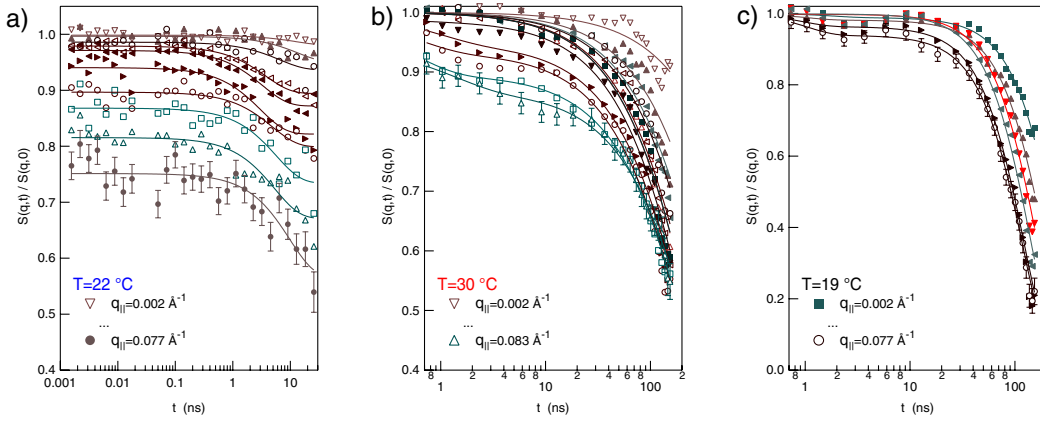 a)
S(q,t) / S(q,0)
1.0
0.9
0.8
0.7
0.6
0.5
0.4
T=22 °C
q||=0.002 Å-1
...
q||=0.077 Å-1
0.001
0.01
0.1
1
10
t (ns)
b)
S(q,t) / S(q,0)
1.0
0.9
0.8
0.7
0.6
0.5
0.4
T=30 °C
q||=0.002 Å-1
...
q||=0.083 Å-1
8
1
2
4
6
8
10
2
4
6
8
100
2
t (ns)
c)
S(q,t) / S(q,0)
1.0
0.8
0.6
0.4
0.2
0.0
T=19 °C
q||=0.002 Å-1
...
q||=0.077 Å-1
8
1
2
4
6
8
10
2
4
6
8
100
t (ns)